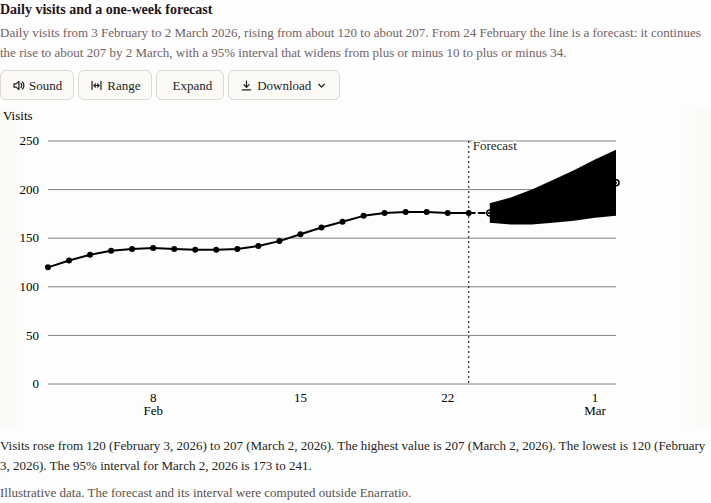 Daily visits and a one-week forecast
Daily visits from 3 February to 2 March 2026, rising from about 120 to about 207. From 24 February the line is a forecast: it continues
the rise to about 207 by 2 March, with a 95% interval that widens from plus or minus 10 to plus or minus 34.
Sound Range Expand Download
Visits
250
Forecast
200
150
100
50
0
8 15 22 1
Feb Mar
Visits rose from 120 (February 3, 2026) to 207 (March 2, 2026). The highest value is 207 (March 2, 2026). The lowest is 120 (February
3, 2026). The 95% interval for March 2, 2026 is 173 to 241.
Illustrative data. The forecast and its interval were computed outside Enarratio.